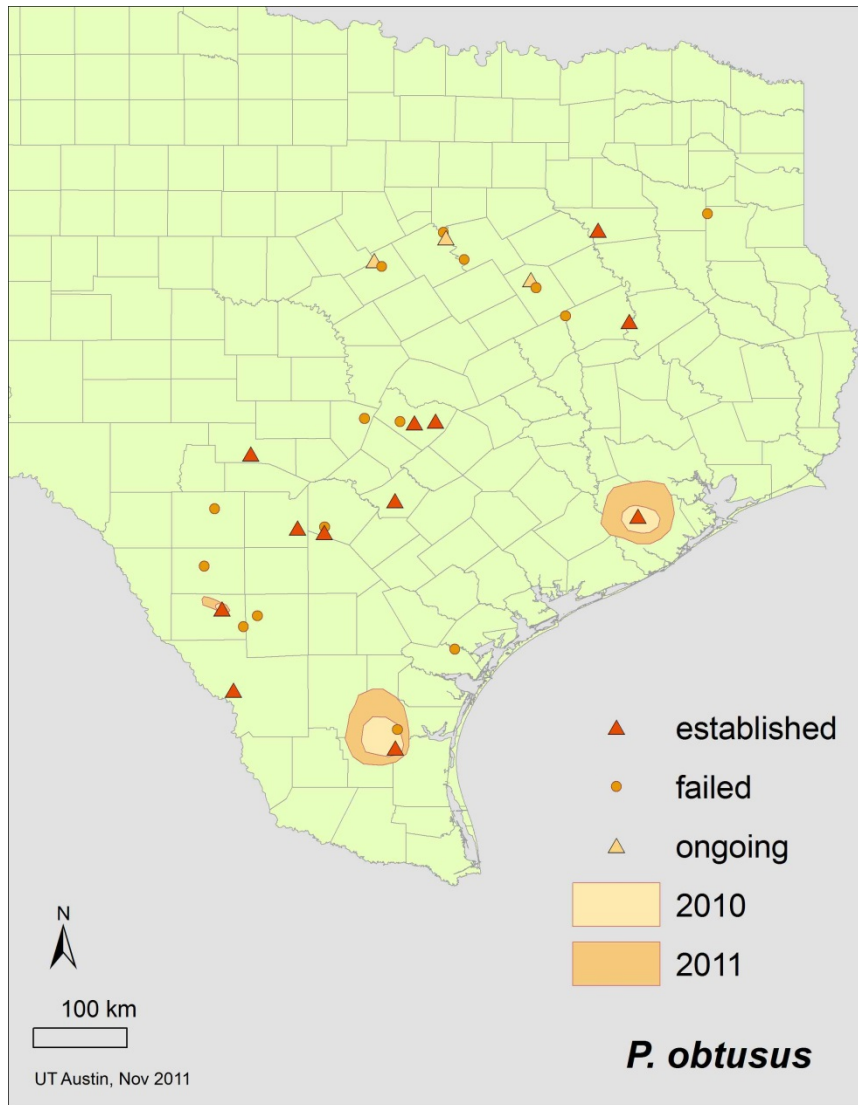 established
failed
ongoing
2010
2011
N
100 km
P. obtusus
UT Austin, Nov 2011